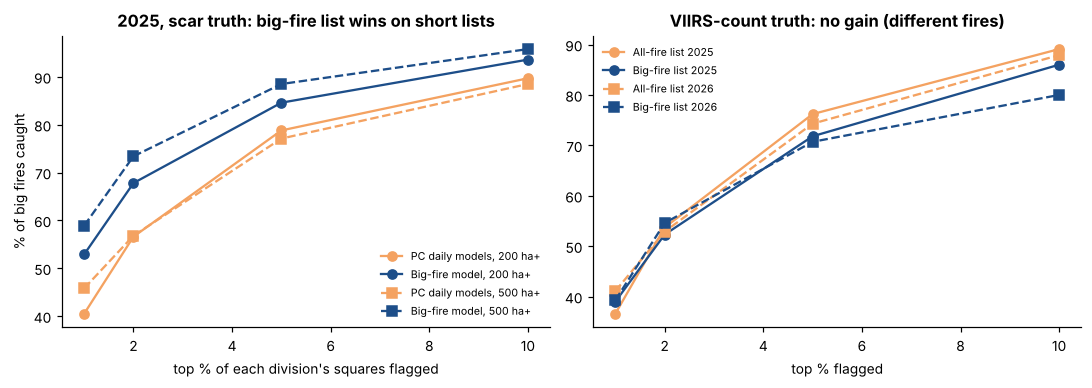 2025, scar truth: big-fire list wins on short lists
% of big fires caught
90
80
70
60
50
40
2
4
6
8
10
top % of each division's squares flagged
PC daily models, 200 ha+
Big-fire model, 200 ha+
PC daily models, 500 ha+
Big-fire model, 500 ha+
VIIRS-count truth: no gain (different fires)
All-fire list 2025
Big-fire list 2025
All-fire list 2026
Big-fire list 2026
90
80
70
60
50
40
2
4
6
8
10
top % flagged